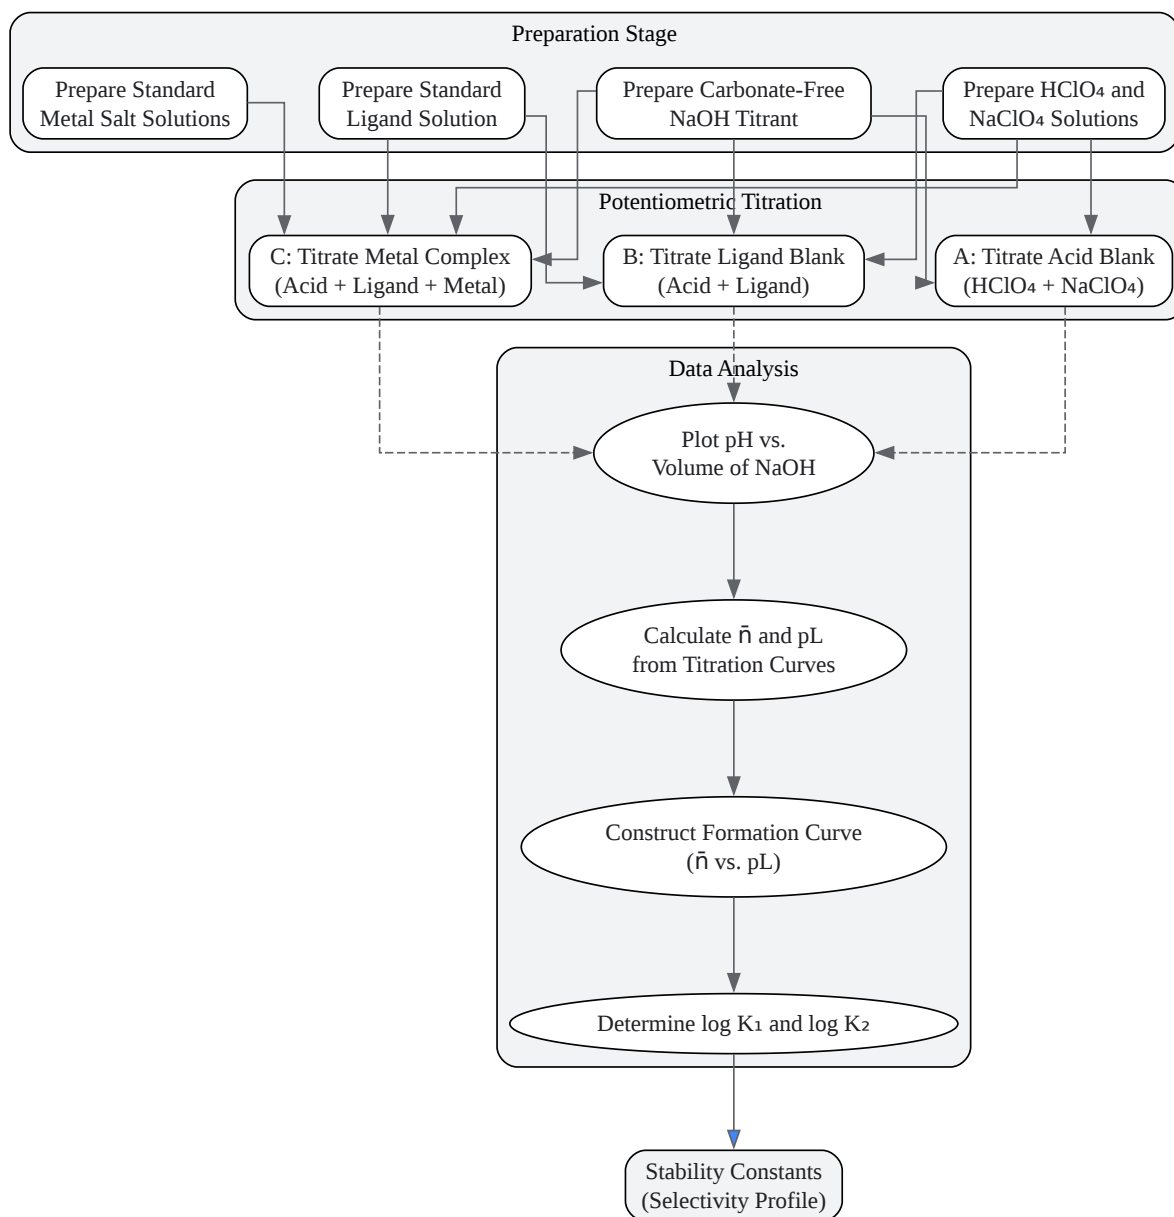 Preparation Stage
Prepare Standard
Metal Salt Solutions
Prepare Standard
Ligand Solution
Prepare Carbonate-Free
NaOH Titrant
Prepare HClO₄ and
NaClO₄ Solutions
Potentiometric Titration
C: Titrate Metal Complex
(Acid + Ligand + Metal)
B: Titrate Ligand Blank
(Acid + Ligand)
A: Titrate Acid Blank
(HClO₄ + NaClO₄)
Data Analysis
Plot pH vs.
Volume of NaOH
Calculate n̄ and pL
from Titration Curves
Construct Formation Curve
(n̄ vs. pL)
Determine log K₁ and log K₂
Stability Constants
(Selectivity Profile)